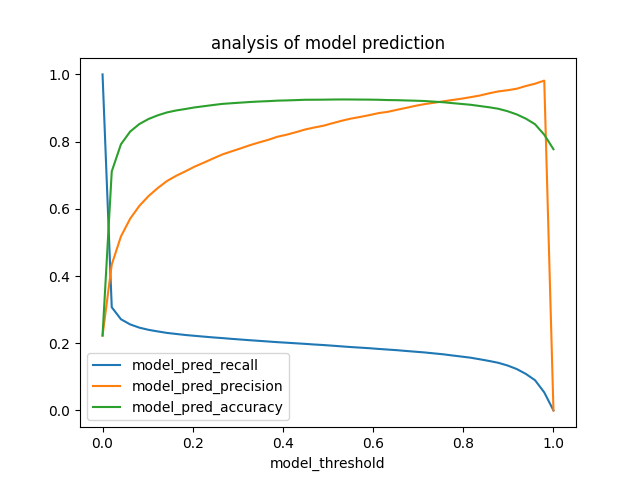 analysis of model prediction
1.0
0.8
0.6
0.4
0.2
0.0
model_pred_recall
model_pred_precision
model_pred_accuracy
0.0 0.2 0.4 0.6 0.8 1.0
model_threshold